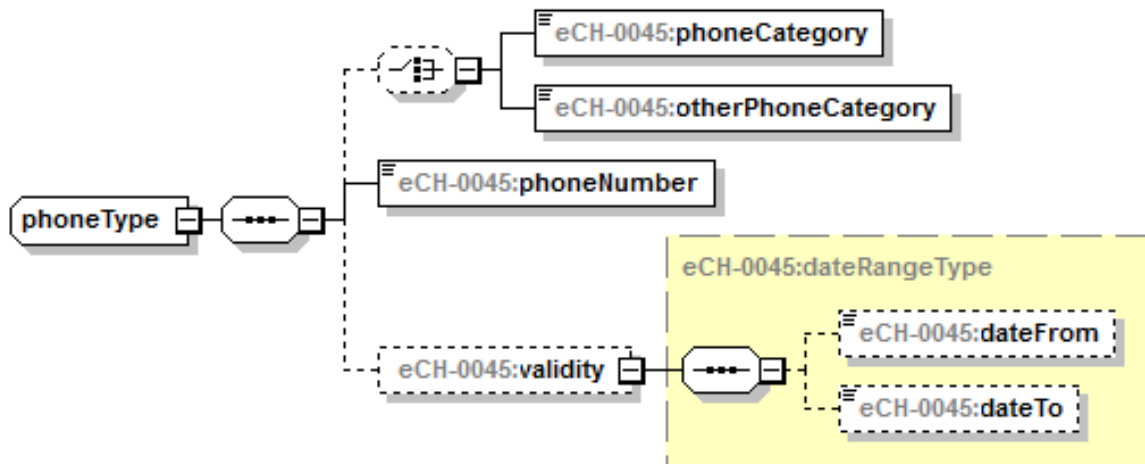 eCH-0045:phoneCategory
eCH-0045:otherPhoneCategory
eCH-0045:phoneNumber
phoneType
eCH-0045:dateRangeType
eCH-0045:dateFrom
eCH-0045:validity
eCH-0045:dateTo